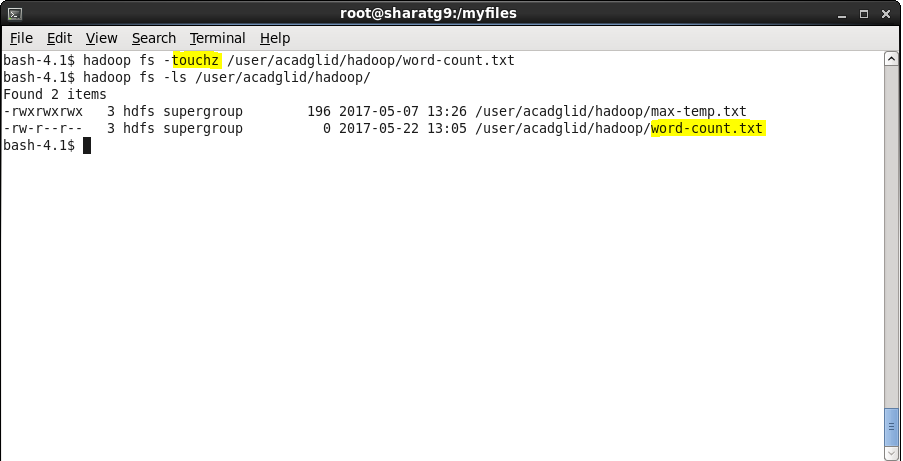 root@sharatg9:/myfiles
File Edit View Search Terminal Help
bash-4.1$ hadoop fs -touchz /user/acadglid/hadoop/word-count.txt
bash-4.1$ hadoop fs -ls /user/acadglid/hadoop/
Found 2 items
-rwxrwxrwx   3 hdfs supergroup        196 2017-05-07 13:26 /user/acadglid/hadoop/max-temp.txt
-rw-r--r--   3 hdfs supergroup          0 2017-05-22 13:05 /user/acadglid/hadoop/word-count.txt
bash-4.1$